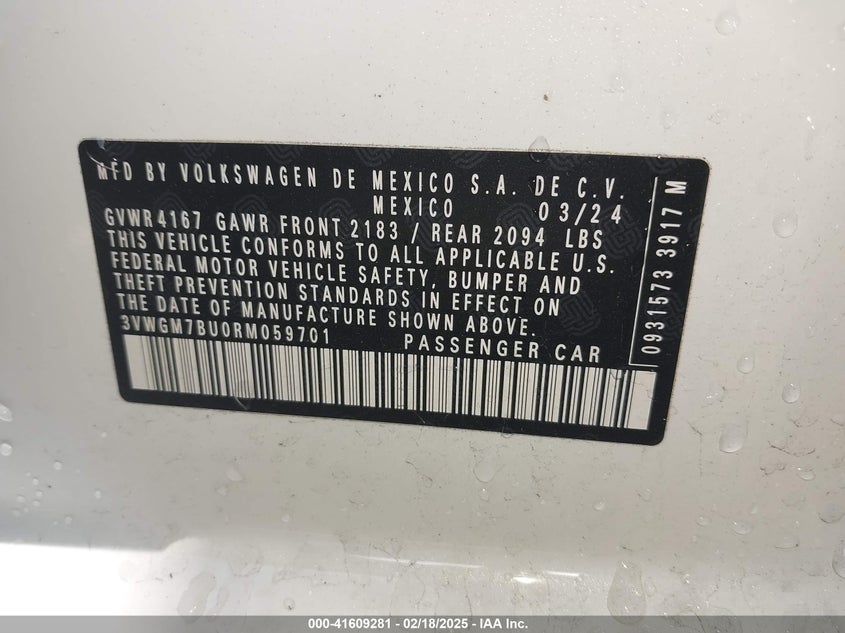 MFD BY VOLKSWAGEN DE MEXICO S.A. DE C.V.
MEXICO 03/24
GVWR 4167 GAWR FRONT 2183 / REAR 2094 LBS
THIS VEHICLE CONFORMS TO ALL APPLICABLE U.S.
FEDERAL MOTOR VEHICLE SAFETY, BUMPER AND
THEFT PREVENTION STANDARDS IN EFFECT ON
THE DATE OF MANUFACTURE SHOWN ABOVE.
3VWGM7BU0RM059701 PASSENGER CAR
0931573 3917 M
000-41609281 - 02/18/2025 - IAA Inc.